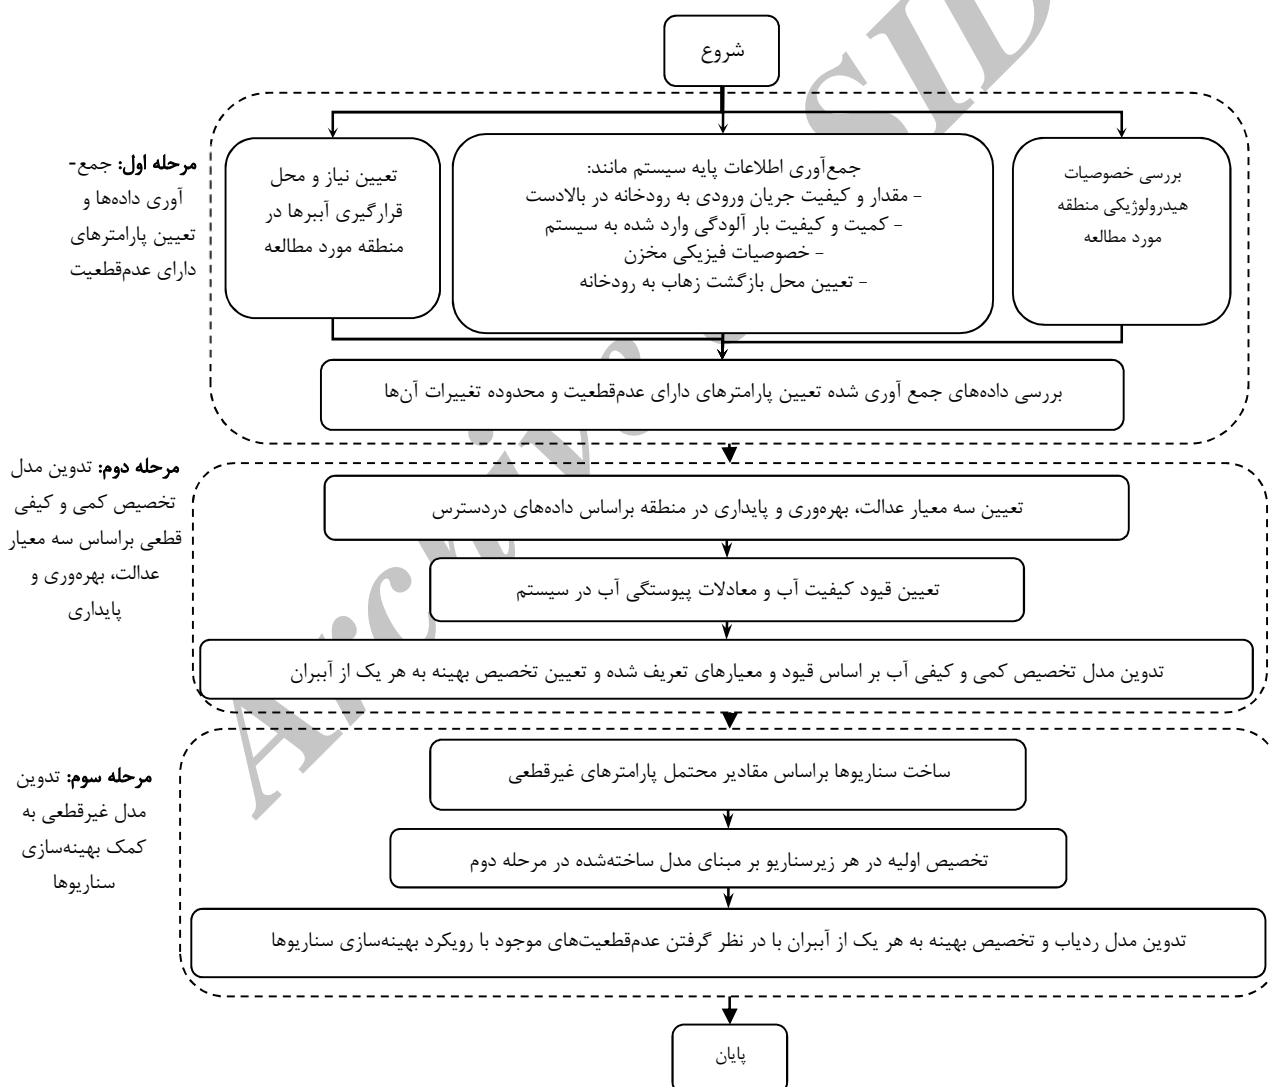 شروع
مرحله اول: جمع-
آوری داده‌ها و
تعیین پارامترهای
دارای عدم‌قطعیت
بررسی خصوصیات
هیدرولوژیکی منطقه
مورد مطالعه
جمع‌آوری اطلاعات پایه سیستم مانند:
- مقدار و کیفیت جریان ورودی به رودخانه در بالادست
- کمیت و کیفیت بار آلودگی وارد شده به سیستم
- خصوصیات فیزیکی مخزن
- تعیین محل بازگشت زهاب به رودخانه
تعیین نیاز و محل
قرارگیری آببرها در
منطقه مورد مطالعه
بررسی داده‌های جمع آوری شده تعیین پارامترهای دارای عدم‌قطعیت و محدوده تغییرات آن‌ها
مرحله دوم: تدوین مدل
تخصیص کمی و کیفی
قطعی براساس سه معیار
عدالت، بهره‌وری و
پایداری
تعیین سه معیار عدالت، بهره‌وری و پایداری در منطقه براساس داده‌های دردسترس
تعیین قیود کیفیت آب و معادلات پیوستگی آب در سیستم
تدوین مدل تخصیص کمی و کیفی آب بر اساس قیود و معیارهای تعریف شده و تعیین تخصیص بهینه به هر یک از آببران
مرحله سوم: تدوین
مدل غیرقطعی به
کمک بهینه‌سازی
سناریوها
ساخت سناریوها براساس مقادیر محتمل پارامترهای غیرقطعی
تخصیص اولیه در هر زیرسناریو بر مبنای مدل ساخته‌شده در مرحله دوم
تدوین مدل ردیاب و تخصیص بهینه به هر یک از آببران با در نظر گرفتن عدم‌قطعیت‌های موجود با رویکرد بهینه‌سازی سناریوها
پایان
Archive of SID